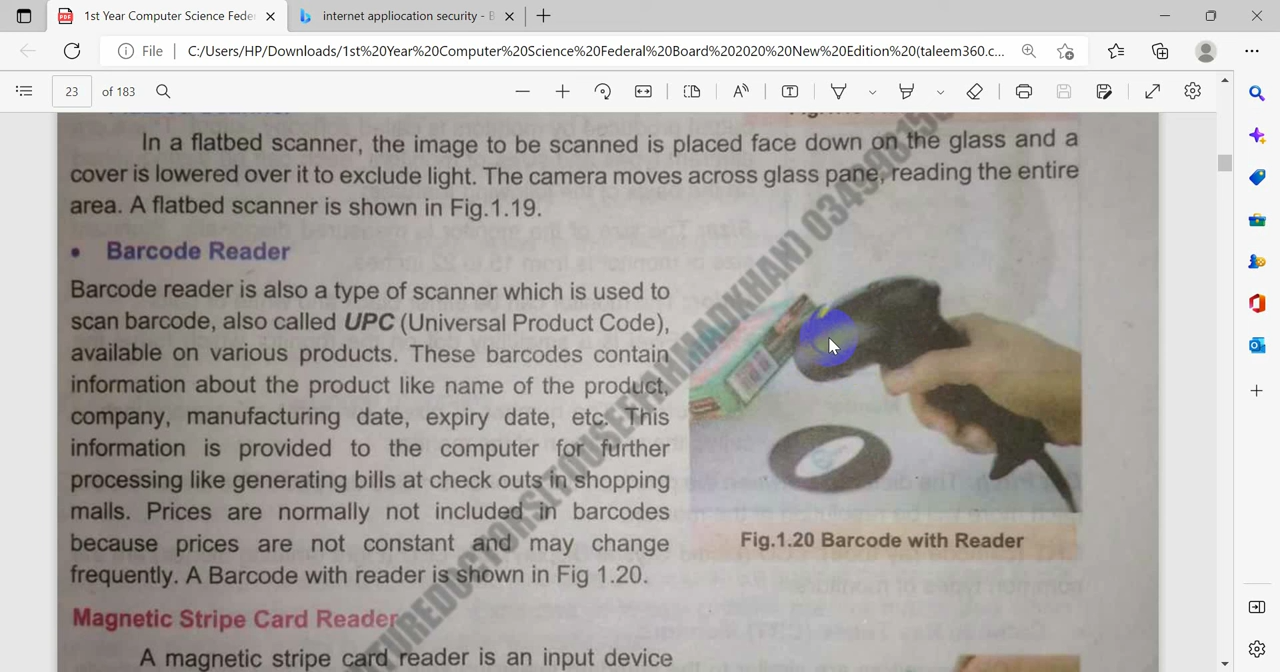 1st Year Computer Science Fede
internet appliocation security - B
File
C:/Users/HP/Downloads/1st%20Year%20Computer%20Science%20Federal%20Board%202020%20New%20Edition%20(taleem360.c...
23 of 183
In a flatbed scanner, the image to be scanned is placed face down on the glass and a
cover is lowered over it to exclude light. The camera moves across glass pane, reading the entire
area. A flatbed scanner is shown in Fig.1.19.
• Barcode Reader
Barcode reader is also a type of scanner which is used to
scan barcode, also called UPC (Universal Product Code),
available on various products. These barcodes contain
information about the product like name of the product,
company, manufacturing date, expiry date, etc. This
information is provided to the computer for further
processing like generating bills at check outs in shopping
malls. Prices are normally not included in barcodes
because prices are not constant and may change
frequently. A Barcode with reader is shown in Fig 1.20.
Fig.1.20 Barcode with Reader
Magnetic Stripe Card Reader
A magnetic stripe card reader is an input device